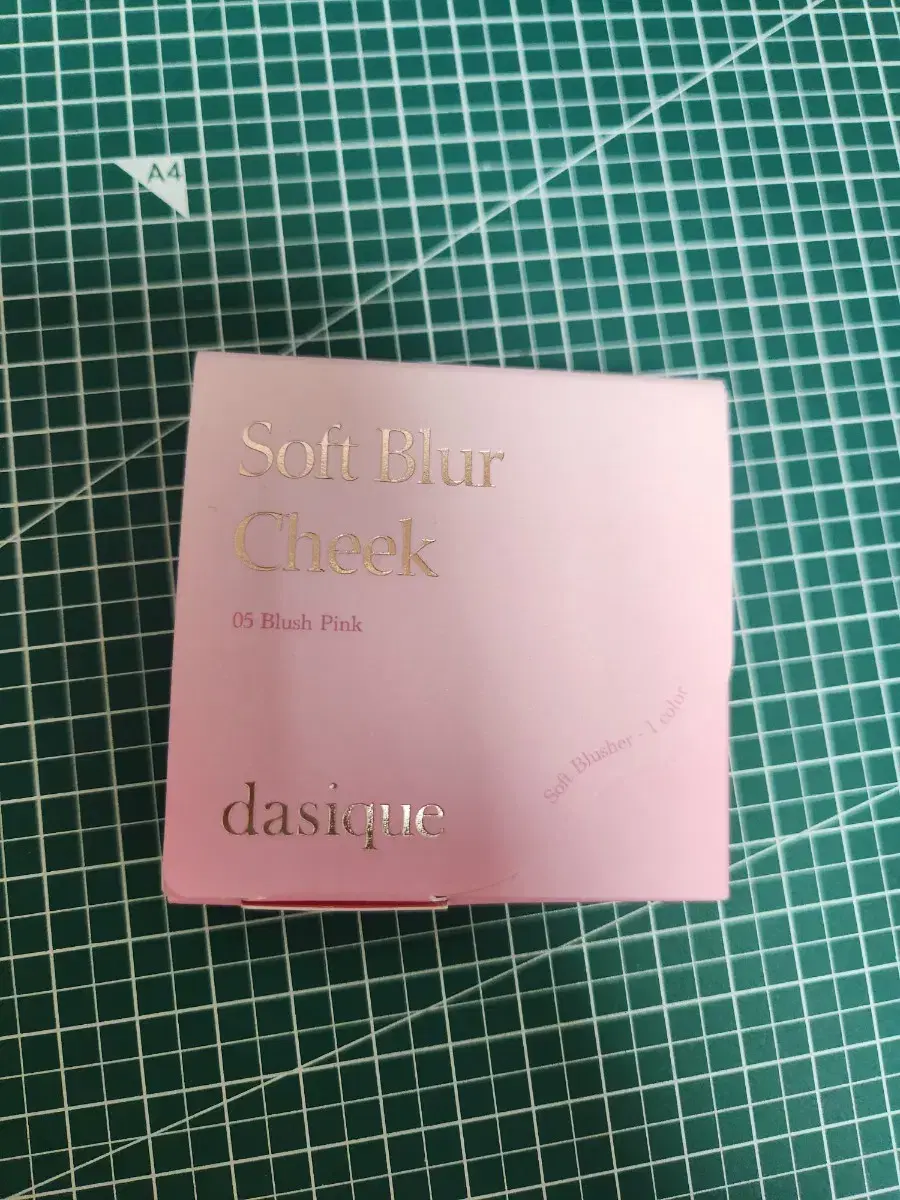 A4
Soft Blur
Cheek
05 Blush Pink
Soft Blusher · 1 color
dasique